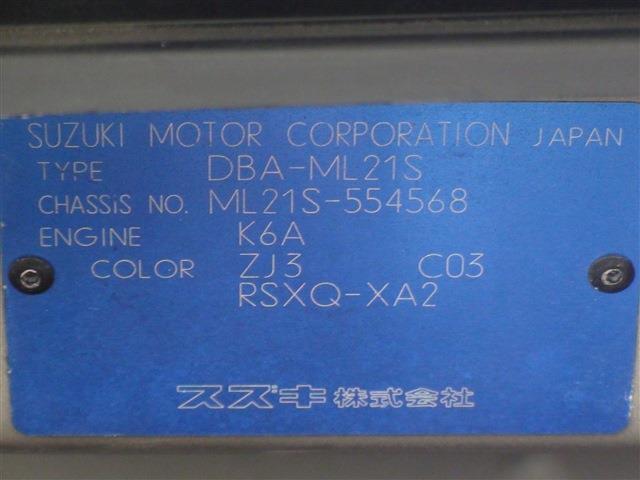 SUZUKI MOTOR CORPORATION JAPAN
TYPE DBA-ML21S
CHASSIS NO. ML21S-554568
ENGINE K6A
COLOR ZJ3 C03
RSXQ-XA2
スズキ株式会社